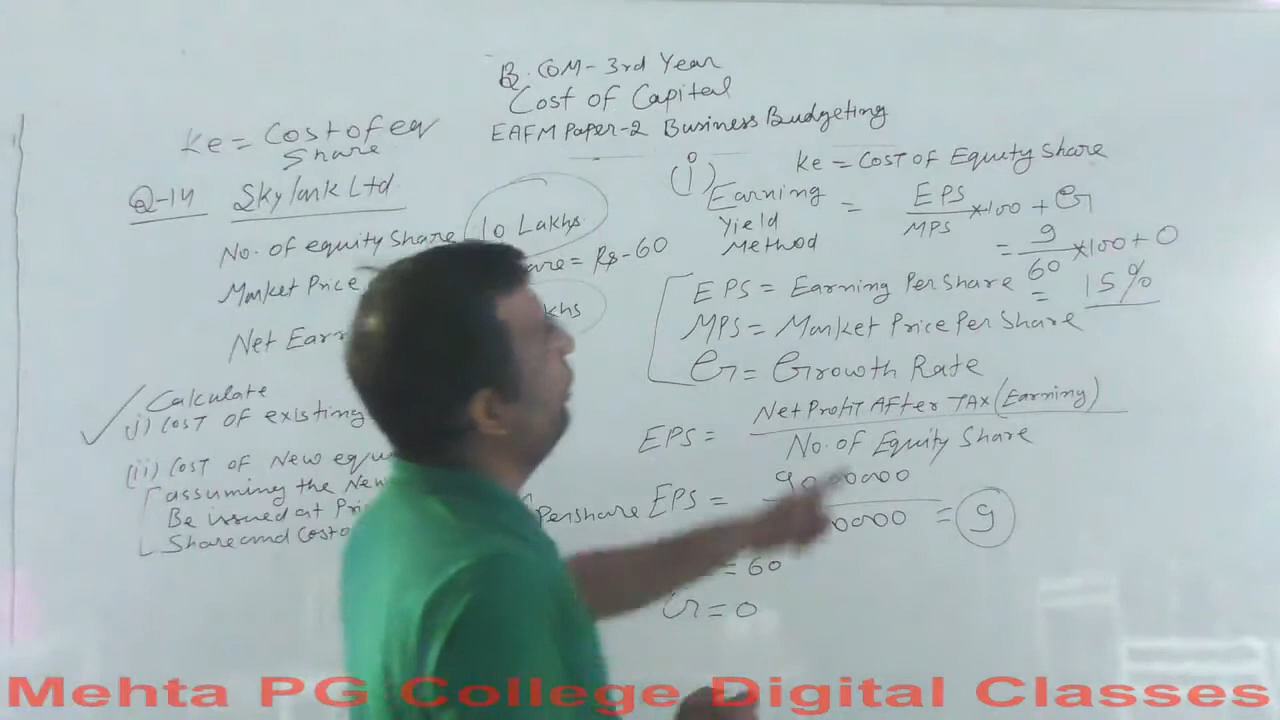 B.COM-3rd Year
Cost of Capital
EAFM Paper-2 Business Budgeting
Ke = Cost of eq
Share
Q-14 Skylark Ltd
No. of equity Share 10 Lakhs
Market Price are = Rs-60
Net Earn khs
Calculate
(i) Cost of existing
(ii) Cost of New equ
assuming the New
Be issued at Pri Per share
Share and Cost o
(i) Ke = Cost of Equity Share
Earning Yield Method = EPS/MPS × 100 + G
= 9/60 × 100 + 0
= 15%
EPS = Earning Per Share
MPS = Market Price Per Share
G = Growth Rate
EPS = Net Profit After TAX (Earning)
No. of Equity Share
EPS = 9000000
00000 = 9
= 60
G = 0
Mehta PG College Digital Classes